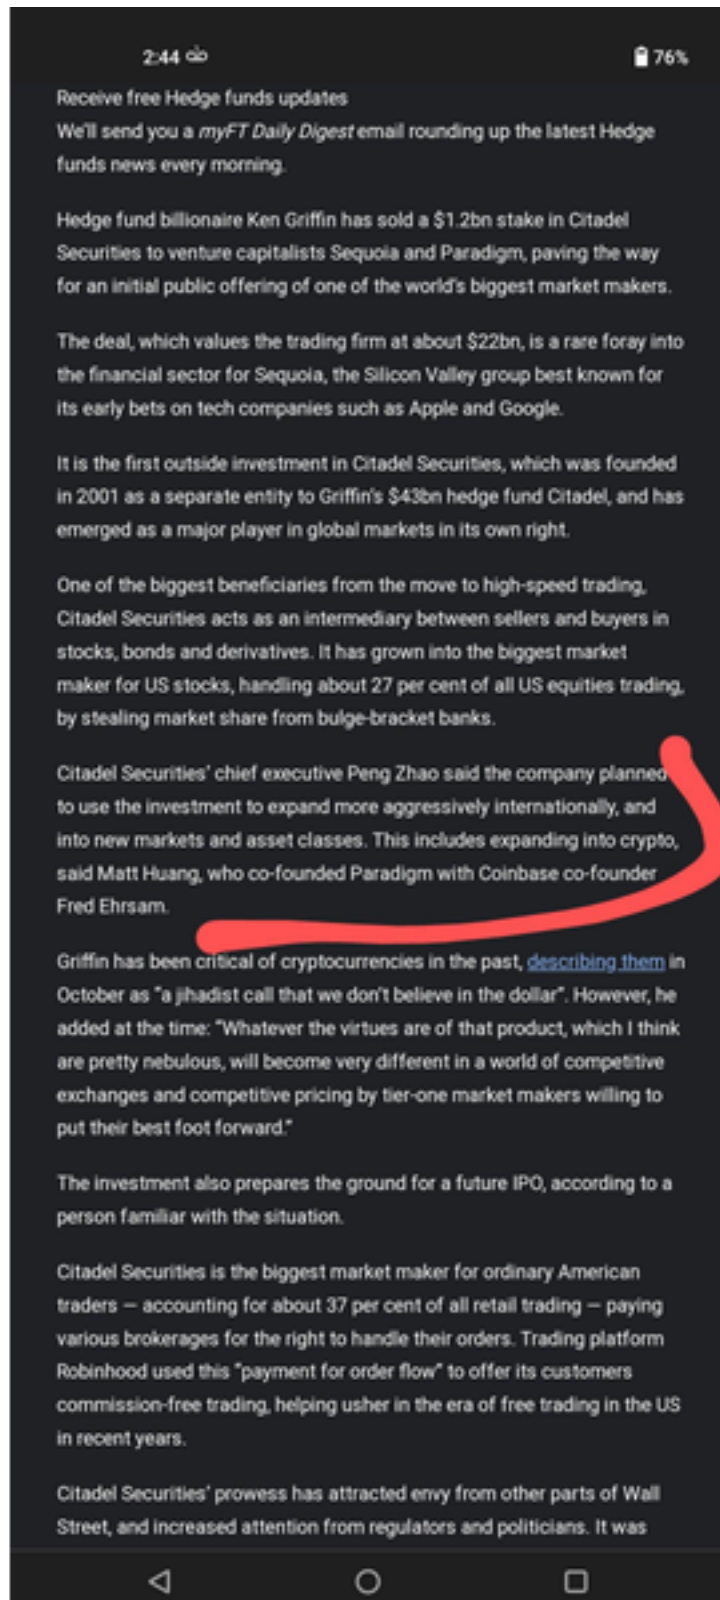 2:44
76%
Receive free Hedge funds updates
We'll send you a myFT Daily Digest email rounding up the latest Hedge
funds news every morning.
Hedge fund billionaire Ken Griffin has sold a $1.2bn stake in Citadel
Securities to venture capitalists Sequoia and Paradigm, paving the way
for an initial public offering of one of the world's biggest market makers.
The deal, which values the trading firm at about $22bn, is a rare foray into
the financial sector for Sequoia, the Silicon Valley group best known for
its early bets on tech companies such as Apple and Google.
It is the first outside investment in Citadel Securities, which was founded
in 2001 as a separate entity to Griffin's $43bn hedge fund Citadel, and has
emerged as a major player in global markets in its own right.
One of the biggest beneficiaries from the move to high-speed trading,
Citadel Securities acts as an intermediary between sellers and buyers in
stocks, bonds and derivatives. It has grown into the biggest market
maker for US stocks, handling about 27 per cent of all US equities trading,
by stealing market share from bulge-bracket banks.
Citadel Securities' chief executive Peng Zhao said the company planned
to use the investment to expand more aggressively internationally, and
into new markets and asset classes. This includes expanding into crypto,
said Matt Huang, who co-founded Paradigm with Coinbase co-founder
Fred Ehrsam.
Griffin has been critical of cryptocurrencies in the past, describing them in
October as "a jihadist call that we don't believe in the dollar". However, he
added at the time: "Whatever the virtues are of that product, which I think
are pretty nebulous, will become very different in a world of competitive
exchanges and competitive pricing by tier-one market makers willing to
put their best foot forward."
The investment also prepares the ground for a future IPO, according to a
person familiar with the situation.
Citadel Securities is the biggest market maker for ordinary American
traders — accounting for about 37 per cent of all retail trading — paying
various brokerages for the right to handle their orders. Trading platform
Robinhood used this "payment for order flow" to offer its customers
commission-free trading, helping usher in the era of free trading in the US
in recent years.
Citadel Securities' prowess has attracted envy from other parts of Wall
Street, and increased attention from regulators and politicians. It was